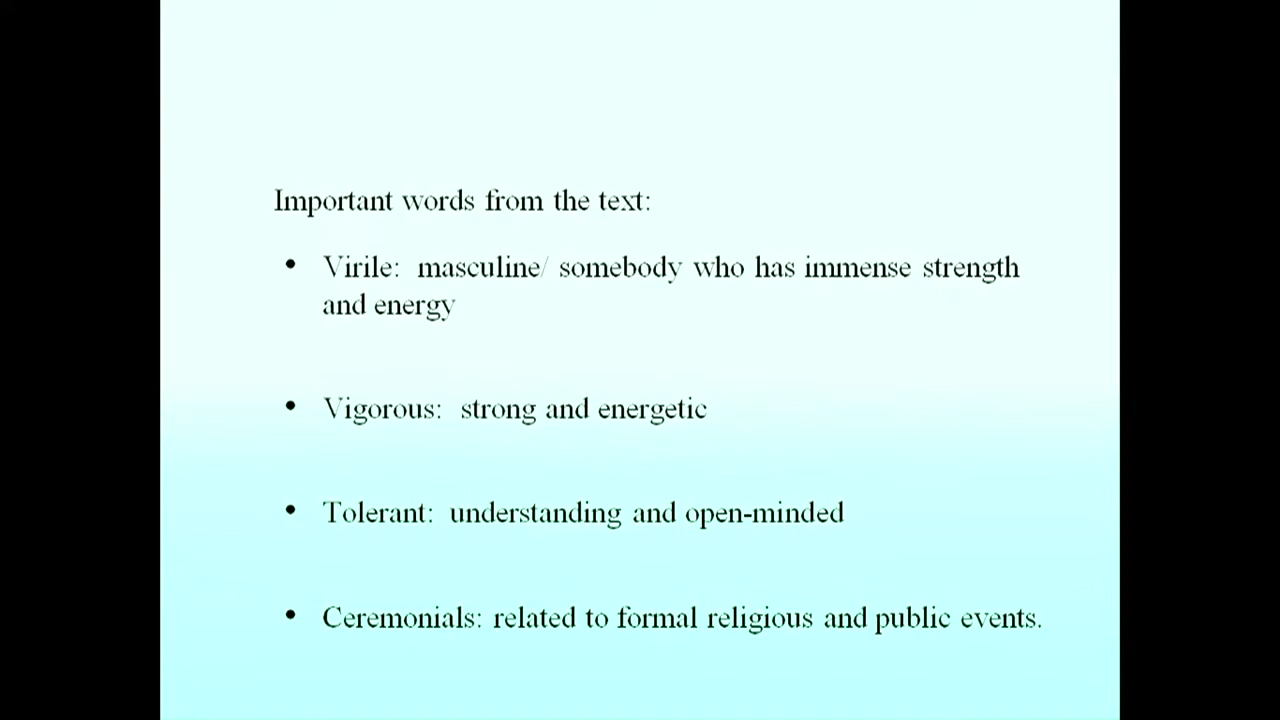 Important words from the text:
• Virile: masculine/ somebody who has immense strength
and energy
• Vigorous: strong and energetic
• Tolerant: understanding and open-minded
• Ceremonials: related to formal religious and public events.